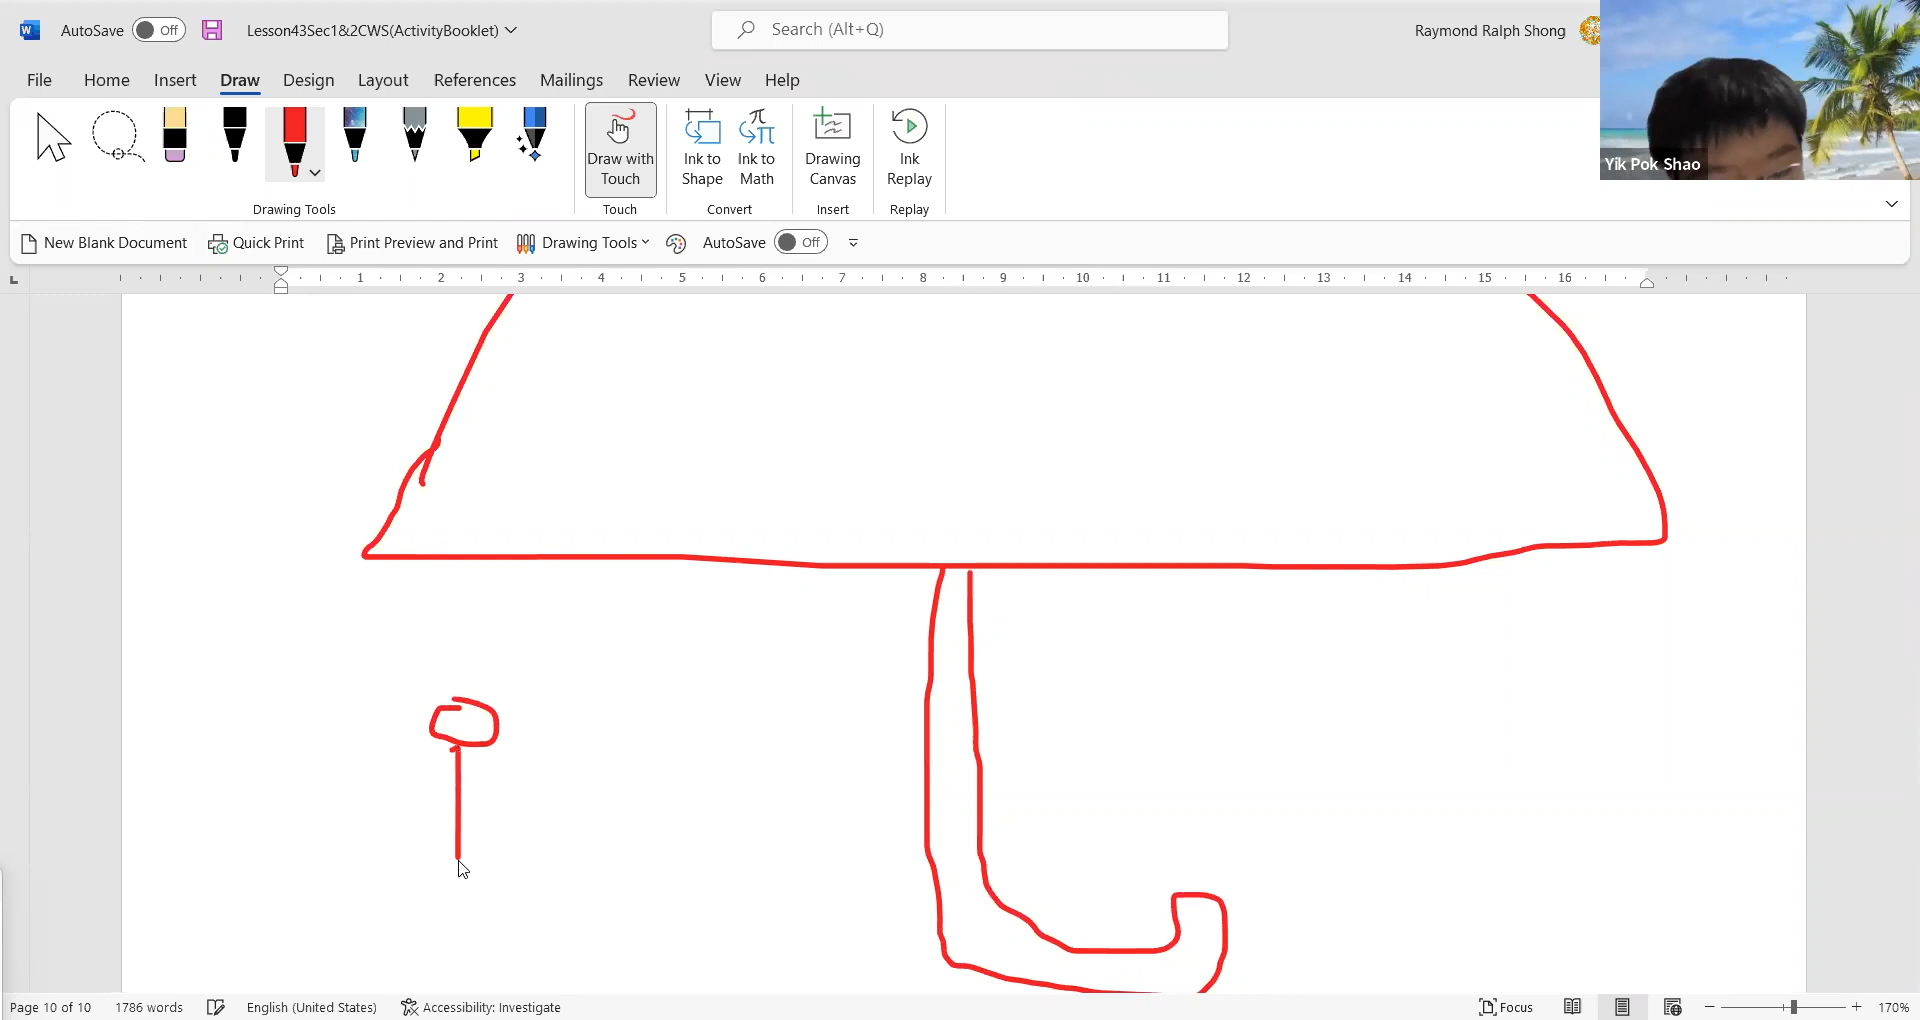 AutoSave Off Lesson43Sec1&2CWS(ActivityBooklet) Search (Alt+Q) Raymond Ralph Shong
File Home Insert Draw Design Layout References Mailings Review View Help
Draw with Touch
Ink to Shape
Ink to Math
Drawing Canvas
Ink Replay
Drawing Tools Touch Convert Insert Replay
Yik Pok Shao
New Blank Document Quick Print Print Preview and Print Drawing Tools AutoSave Off
1 2 3 4 5 6 7 8 9 10 11 12 13 14 15 16
Page 10 of 10 1786 words English (United States) Accessibility: Investigate Focus 170%